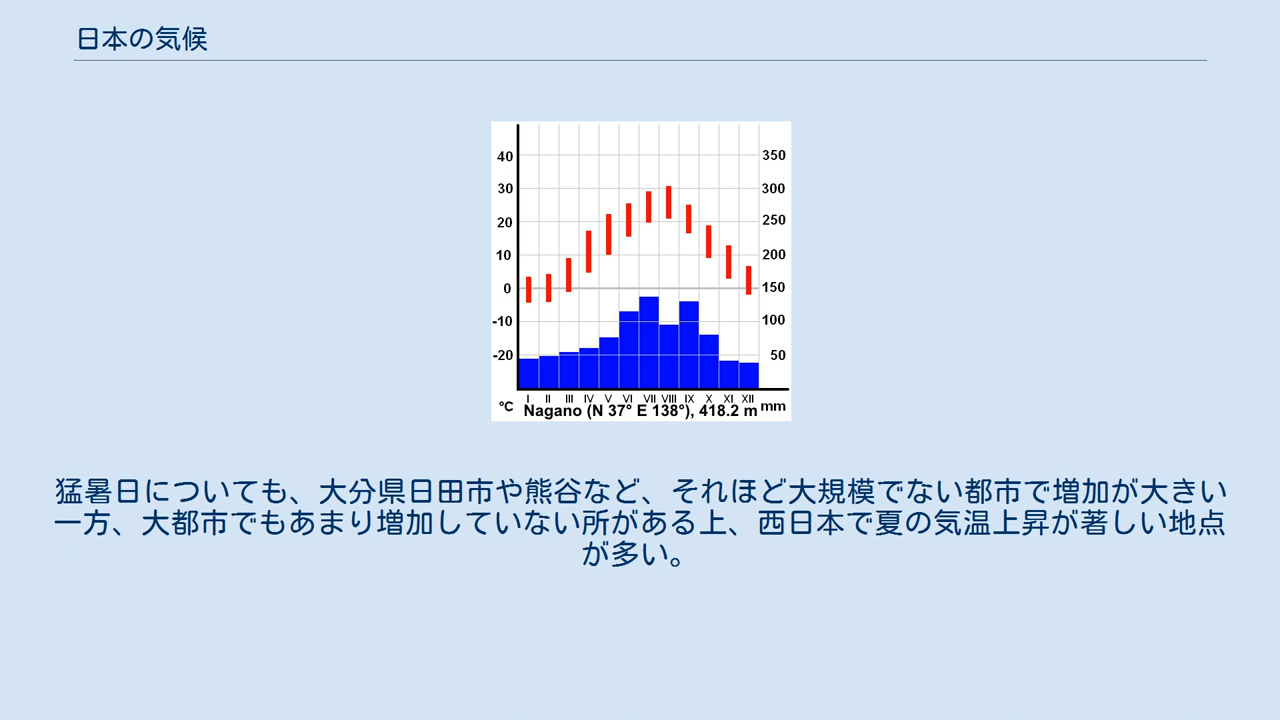 日本の気候
40 350
30 300
20 250
10 200
0 150
-10 100
-20 50
I II III IV V VI VII VIII IX X XI XII
°C Nagano (N 37° E 138°), 418.2 m mm
猛暑日についても、大分県日田市や熊谷など、それほど大規模でない都市で増加が大きい
一方、大都市でもあまり増加していない所がある上、西日本で夏の気温上昇が著しい地点
が多い。